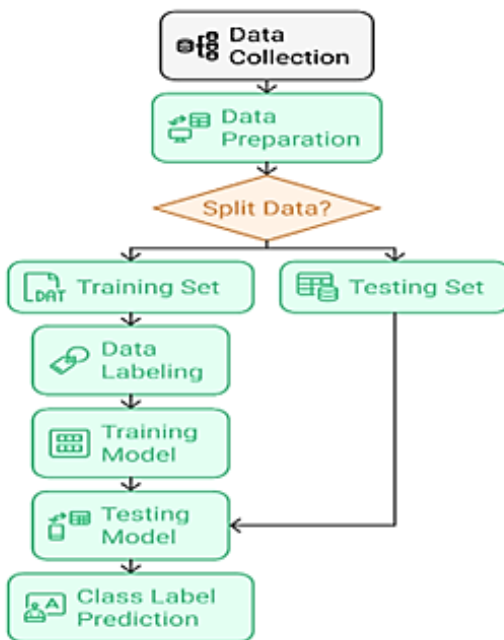 Data
Collection
Data
Preparation
Split Data?
DAT
Training Set
Testing Set
Data
Labeling
Training
Model
Testing
Model
A
Class Label
Prediction